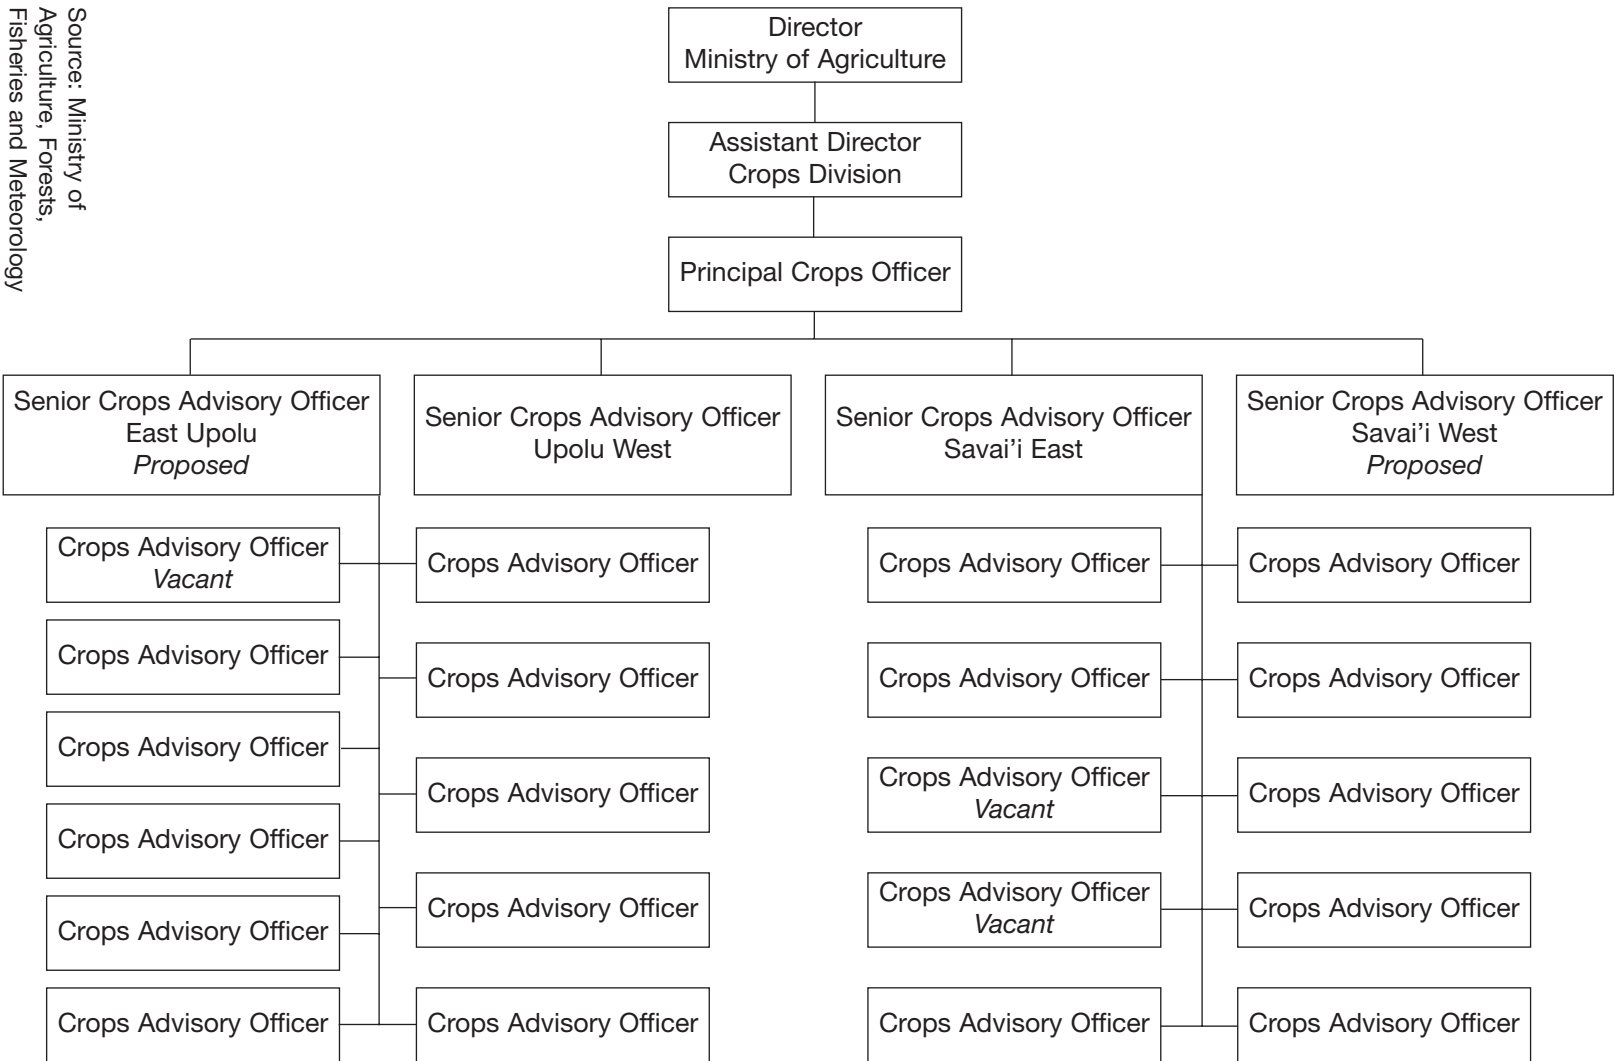 Source: Ministry of
Agriculture, Forests,
Fisheries and Meteorology
Director
Ministry of Agriculture
Assistant Director
Crops Division
Principal Crops Officer
Senior Crops Advisory Officer
East Upolu
Proposed
Senior Crops Advisory Officer
Upolu West
Senior Crops Advisory Officer
Savai’i East
Senior Crops Advisory Officer
Savai’i West
Proposed
Crops Advisory Officer
Vacant
Crops Advisory Officer
Crops Advisory Officer
Crops Advisory Officer
Crops Advisory Officer
Crops Advisory Officer
Crops Advisory Officer
Crops Advisory Officer
Crops Advisory Officer
Crops Advisory Officer
Crops Advisory Officer
Crops Advisory Officer
Crops Advisory Officer
Crops Advisory Officer
Vacant
Crops Advisory Officer
Vacant
Crops Advisory Officer
Crops Advisory Officer
Crops Advisory Officer
Crops Advisory Officer
Crops Advisory Officer
Crops Advisory Officer